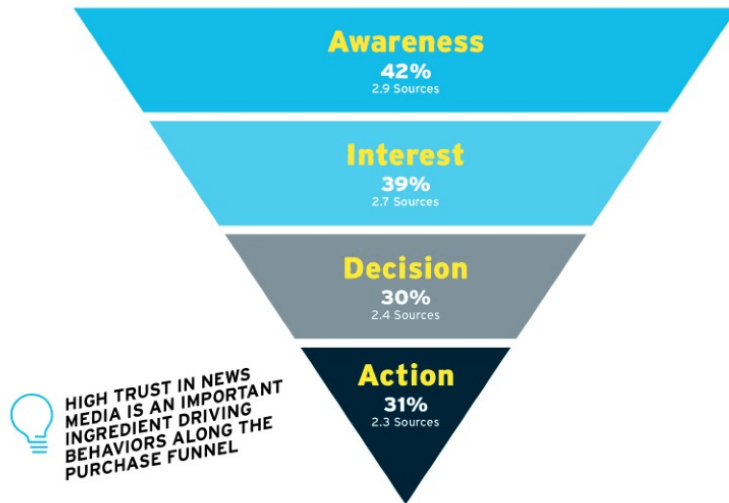 Awareness
42%
2.9 Sources
Interest
39%
2.7 Sources
Decision
30%
2.4 Sources
Action
31%
2.3 Sources
HIGH TRUST IN NEWS
MEDIA IS AN IMPORTANT
INGREDIENT DRIVING
BEHAVIORS ALONG THE
PURCHASE FUNNEL